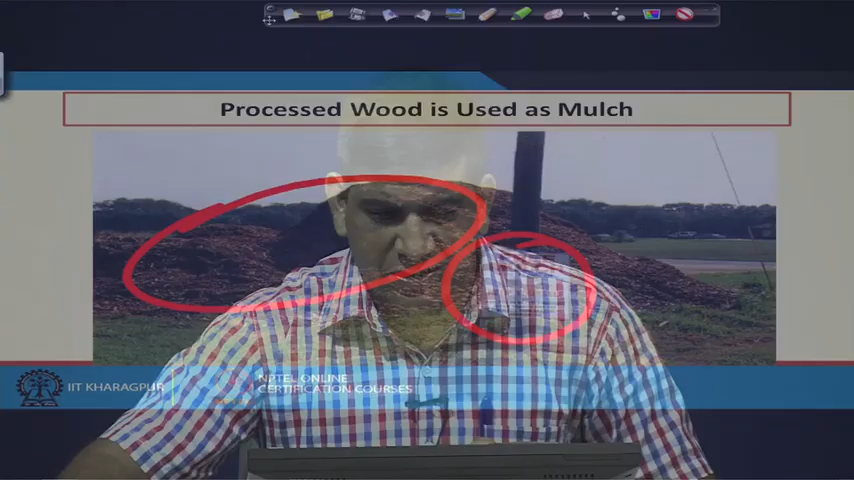 Processed Wood is Used as Mulch
IIT KHARAGPUR
NPTEL ONLINE
CERTIFICATION COURSES